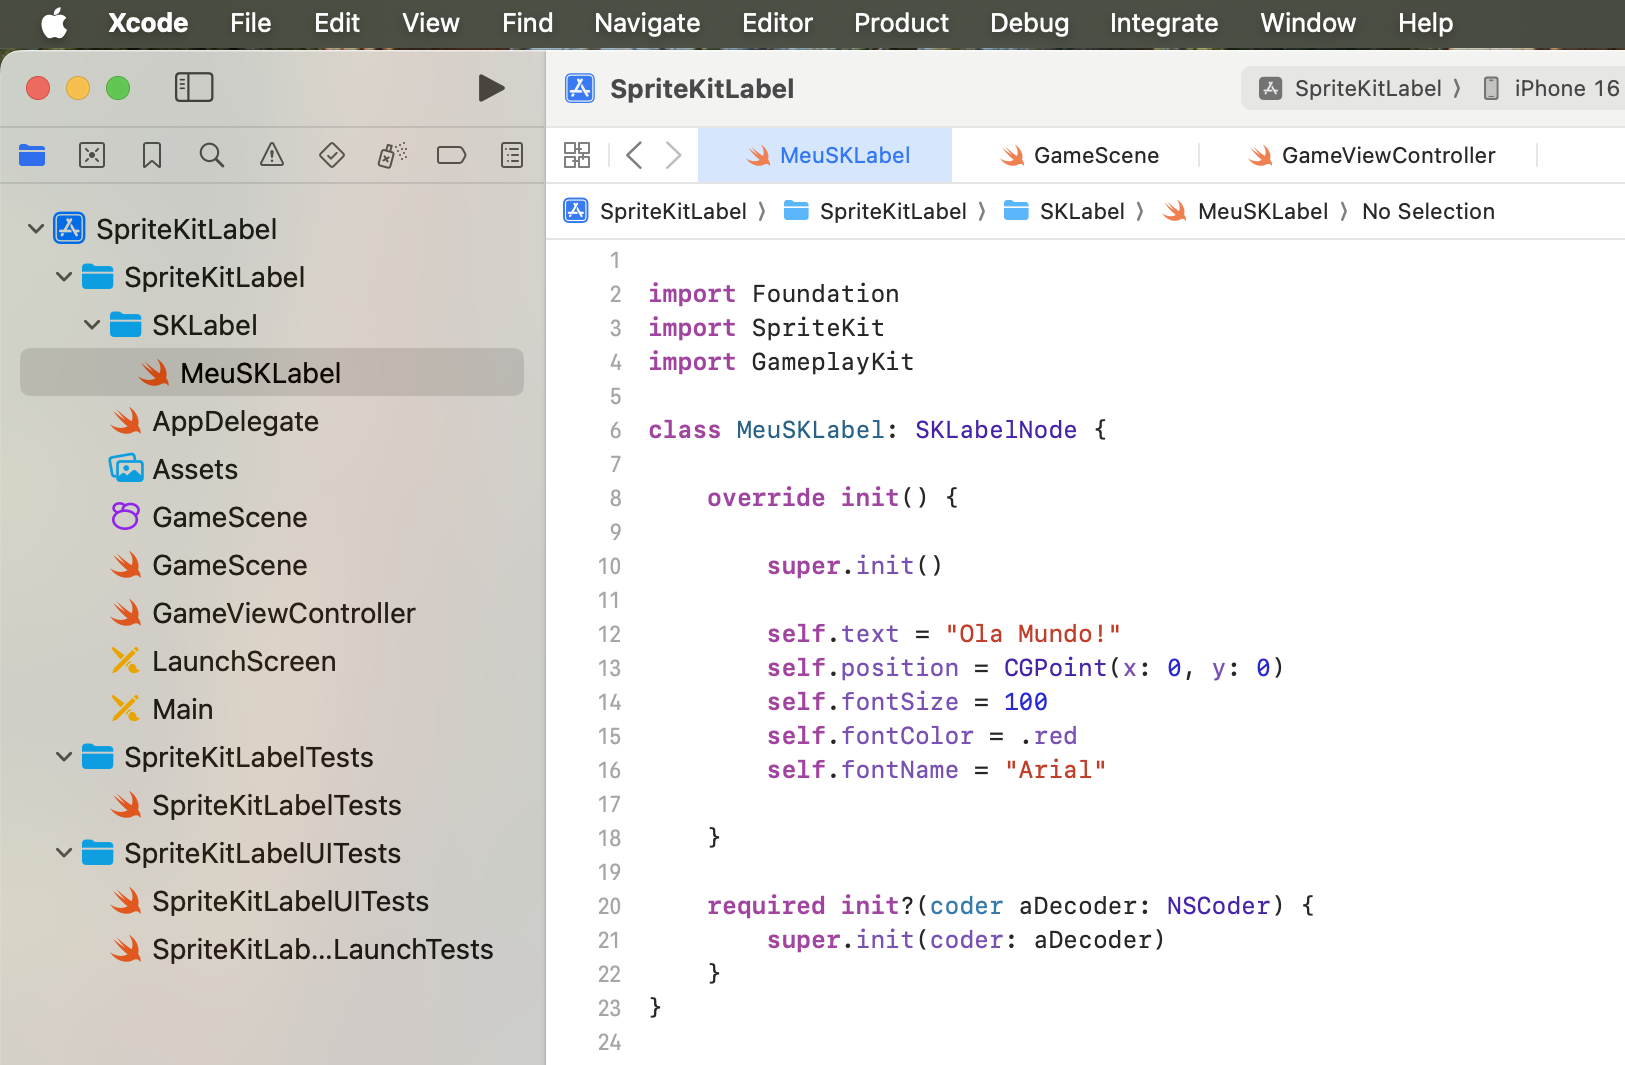 Xcode File Edit View Find Navigate Editor Product Debug Integrate Window Help
SpriteKitLabel
SpriteKitLabel 〉 iPhone 16
MeuSKLabel
GameScene
GameViewController
SpriteKitLabel 〉 SpriteKitLabel 〉 SKLabel 〉 MeuSKLabel 〉 No Selection
SpriteKitLabel
SpriteKitLabel
SKLabel
MeuSKLabel
AppDelegate
Assets
GameScene
GameScene
GameViewController
LaunchScreen
Main
SpriteKitLabelTests
SpriteKitLabelTests
SpriteKitLabelUITests
SpriteKitLabelUITests
SpriteKitLab...LaunchTests
1
2 import Foundation
3 import SpriteKit
4 import GameplayKit
5
6 class MeuSKLabel: SKLabelNode {
7
8 override init() {
9
10 super.init()
11
12 self.text = "Ola Mundo!"
13 self.position = CGPoint(x: 0, y: 0)
14 self.fontSize = 100
15 self.fontColor = .red
16 self.fontName = "Arial"
17
18 }
19
20 required init?(coder aDecoder: NSCoder) {
21 super.init(coder: aDecoder)
22 }
23 }
24